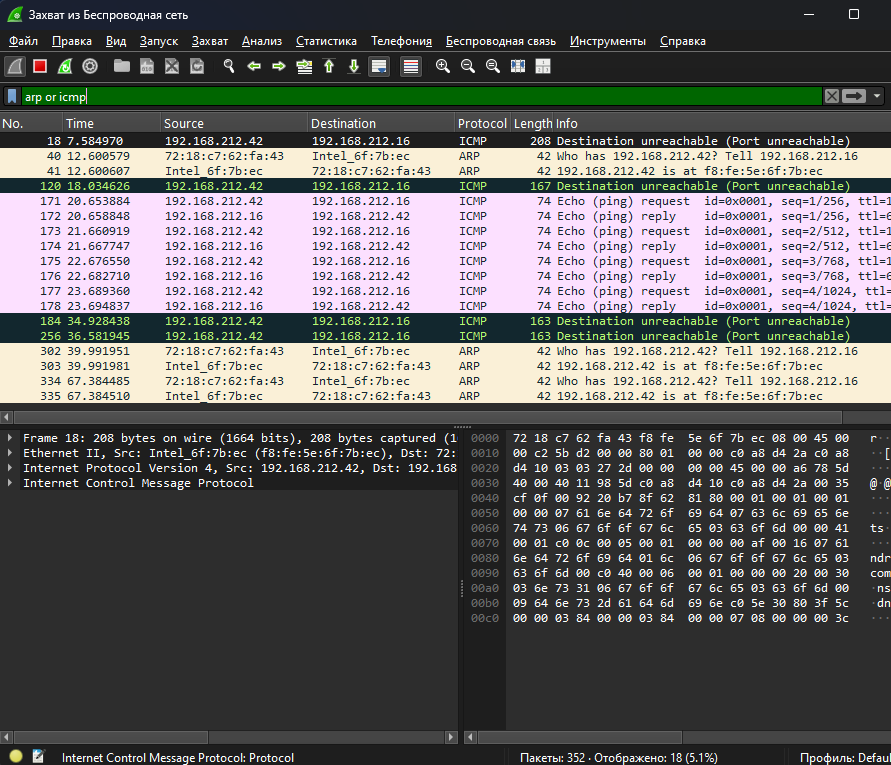 Захват из Беспроводная сеть
Файл Правка Вид Запуск Захват Анализ Статистика Телефония Беспроводная связь Инструменты Справка
arp or icmp
No. Time Source Destination Protocol Length Info
18 7.584970 192.168.212.42 192.168.212.16 ICMP 208 Destination unreachable (Port unreachable)
40 12.600579 72:18:c7:62:fa:43 Intel_6f:7b:ec ARP 42 Who has 192.168.212.42? Tell 192.168.212.16
41 12.600607 Intel_6f:7b:ec 72:18:c7:62:fa:43 ARP 42 192.168.212.42 is at f8:fe:5e:6f:7b:ec
120 18.034626 192.168.212.42 192.168.212.16 ICMP 167 Destination unreachable (Port unreachable)
171 20.653884 192.168.212.42 192.168.212.16 ICMP 74 Echo (ping) request id=0x0001, seq=1/256, ttl=1
172 20.658848 192.168.212.16 192.168.212.42 ICMP 74 Echo (ping) reply id=0x0001, seq=1/256, ttl=6
173 21.660919 192.168.212.42 192.168.212.16 ICMP 74 Echo (ping) request id=0x0001, seq=2/512, ttl=1
174 21.667747 192.168.212.16 192.168.212.42 ICMP 74 Echo (ping) reply id=0x0001, seq=2/512, ttl=6
175 22.676550 192.168.212.42 192.168.212.16 ICMP 74 Echo (ping) request id=0x0001, seq=3/768, ttl=1
176 22.682710 192.168.212.16 192.168.212.42 ICMP 74 Echo (ping) reply id=0x0001, seq=3/768, ttl=6
177 23.689360 192.168.212.42 192.168.212.16 ICMP 74 Echo (ping) request id=0x0001, seq=4/1024, ttl=
178 23.694837 192.168.212.16 192.168.212.42 ICMP 74 Echo (ping) reply id=0x0001, seq=4/1024, ttl=
184 34.928438 192.168.212.42 192.168.212.16 ICMP 163 Destination unreachable (Port unreachable)
256 36.581945 192.168.212.42 192.168.212.16 ICMP 163 Destination unreachable (Port unreachable)
302 39.991951 72:18:c7:62:fa:43 Intel_6f:7b:ec ARP 42 Who has 192.168.212.42? Tell 192.168.212.16
303 39.991981 Intel_6f:7b:ec 72:18:c7:62:fa:43 ARP 42 192.168.212.42 is at f8:fe:5e:6f:7b:ec
334 67.384485 72:18:c7:62:fa:43 Intel_6f:7b:ec ARP 42 Who has 192.168.212.42? Tell 192.168.212.16
335 67.384510 Intel_6f:7b:ec 72:18:c7:62:fa:43 ARP 42 192.168.212.42 is at f8:fe:5e:6f:7b:ec
Frame 18: 208 bytes on wire (1664 bits), 208 bytes captured (1
Ethernet II, Src: Intel_6f:7b:ec (f8:fe:5e:6f:7b:ec), Dst: 72:
Internet Protocol Version 4, Src: 192.168.212.42, Dst: 192.168
Internet Control Message Protocol
0000 72 18 c7 62 fa 43 f8 fe 5e 6f 7b ec 08 00 45 00 r··
0010 00 c2 5b d2 00 00 80 01 00 00 c0 a8 d4 2a c0 a8 ··[
0020 d4 10 03 03 27 2d 00 00 00 00 45 00 00 a6 78 5d ···
0030 40 00 40 11 98 5d c0 a8 d4 10 c0 a8 d4 2a 00 35 @·@
0040 cf 0f 00 92 20 b7 8f 62 81 80 00 01 00 01 00 01 ···
0050 00 00 07 61 6e 64 72 6f 69 64 07 63 6c 69 65 6e ···
0060 74 73 06 67 6f 6f 67 6c 65 03 63 6f 6d 00 00 41 ts·
0070 00 01 c0 0c 00 05 00 01 00 00 00 af 00 16 07 61 ···
0080 6e 64 72 6f 69 64 01 6c 06 67 6f 6f 67 6c 65 03 ndr
0090 63 6f 6d 00 c0 40 00 06 00 01 00 00 00 20 00 30 com
00a0 03 6e 73 31 06 67 6f 6f 67 6c 65 03 63 6f 6d 00 ·ns
00b0 09 64 6e 73 2d 61 64 6d 69 6e c0 5e 30 80 3f 5c ·dn
00c0 00 00 03 84 00 00 03 84 00 00 07 08 00 00 00 3c ···
Internet Control Message Protocol: Protocol Пакеты: 352 · Отображено: 18 (5.1%) Профиль: Defau